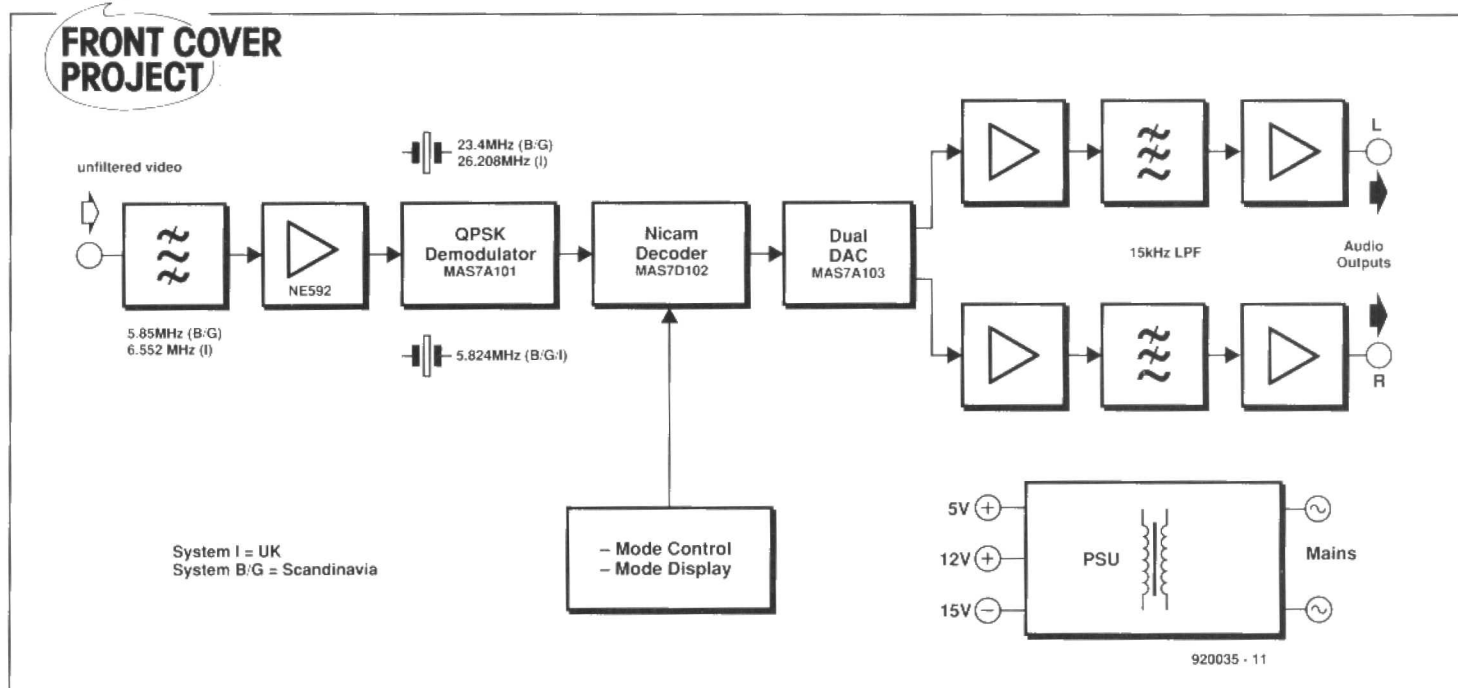 FRONT COVER
PROJECT
unfiltered video
23.4MHz (B/G)
26.208MHz (I)
QPSK
Demodulator
MAS7A101
Nicam
Decoder
MAS7D102
Dual
DAC
MAS7A103
NE592
5.85MHz (B/G)
6.552 MHz (I)
5.824MHz (B/G/I)
L
15kHz LPF
Audio
Outputs
R
System I = UK
System B/G = Scandinavia
– Mode Control
– Mode Display
5V +
12V +
15V –
PSU
Mains
920035 - 11